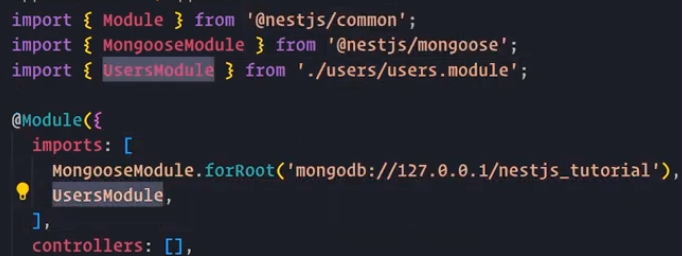 import { Module } from '@nestjs/common';
import { MongooseModule } from '@nestjs/mongoose';
import { UsersModule } from './users/users.module';
@Module({
imports: [
MongooseModule.forRoot('mongodb://127.0.0.1/nestjs_tutorial'),
UsersModule,
],
controllers: [],